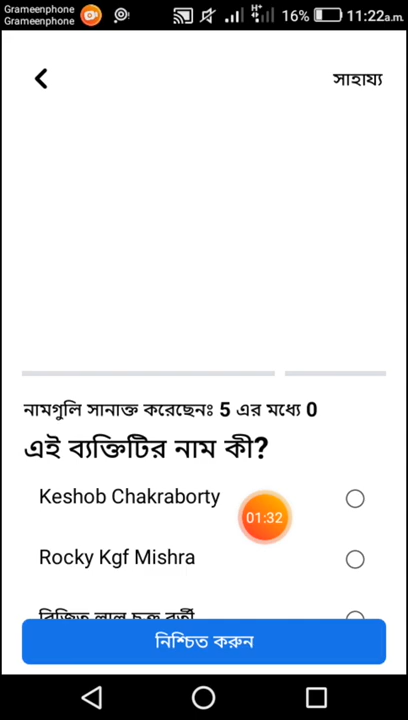 Grameenphone
Grameenphone
H+
16%
11:22a.m.
সাহায্য
নামগুলি সানাক্ত করেছেনঃ 5 এর মধ্যে 0
এই ব্যক্তিটির নাম কী?
Keshob Chakraborty
01:32
Rocky Kgf Mishra
নিশ্চিত করুন